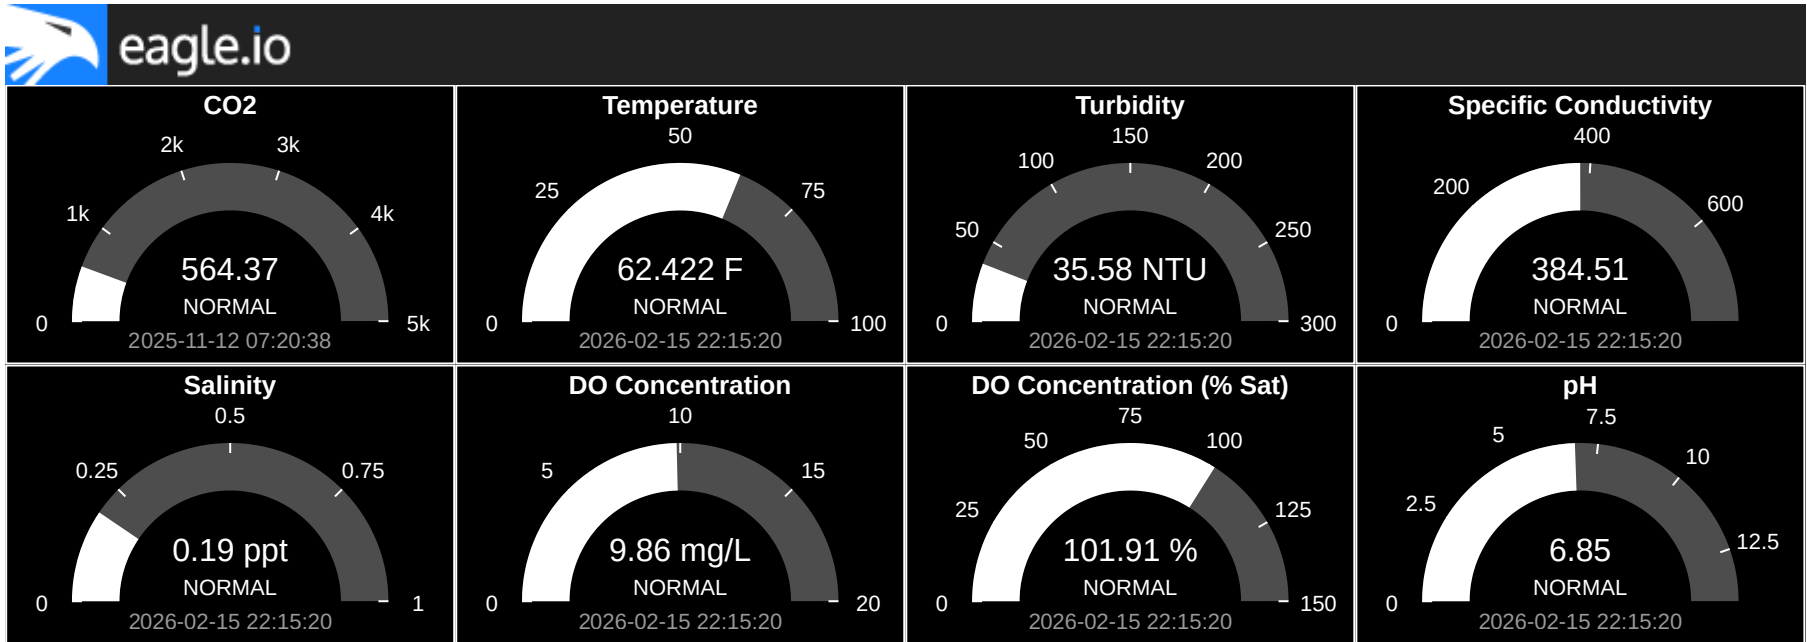 eagle.io
CO2
2k
3k
1k
4k
0
5k
564.37
NORMAL
2025-11-12 07:20:38
Temperature
50
25
75
0
100
62.422 F
NORMAL
2026-02-15 22:15:20
Turbidity
150
100
200
50
250
0
300
35.58 NTU
NORMAL
2026-02-15 22:15:20
Specific Conductivity
400
200
600
0
384.51
NORMAL
2026-02-15 22:15:20
Salinity
0.5
0.25
0.75
0
1
0.19 ppt
NORMAL
2026-02-15 22:15:20
DO Concentration
10
5
15
0
20
9.86 mg/L
NORMAL
2026-02-15 22:15:20
DO Concentration (% Sat)
75
50
100
25
125
0
150
101.91 %
NORMAL
2026-02-15 22:15:20
pH
7.5
5
10
2.5
12.5
0
6.85
NORMAL
2026-02-15 22:15:20